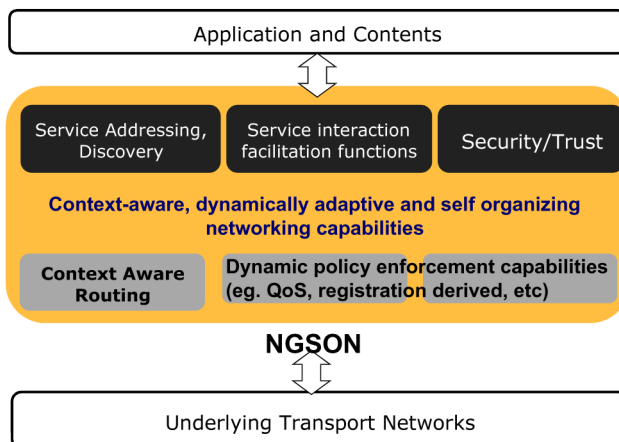 Application and Contents
Service Addressing,
Discovery
Service interaction
facilitation functions
Security/Trust
Context-aware, dynamically adaptive and self organizing
networking capabilities
Context Aware
Routing
Dynamic policy enforcement capabilities
(eg. QoS, registration derived, etc)
NGSON
Underlying Transport Networks